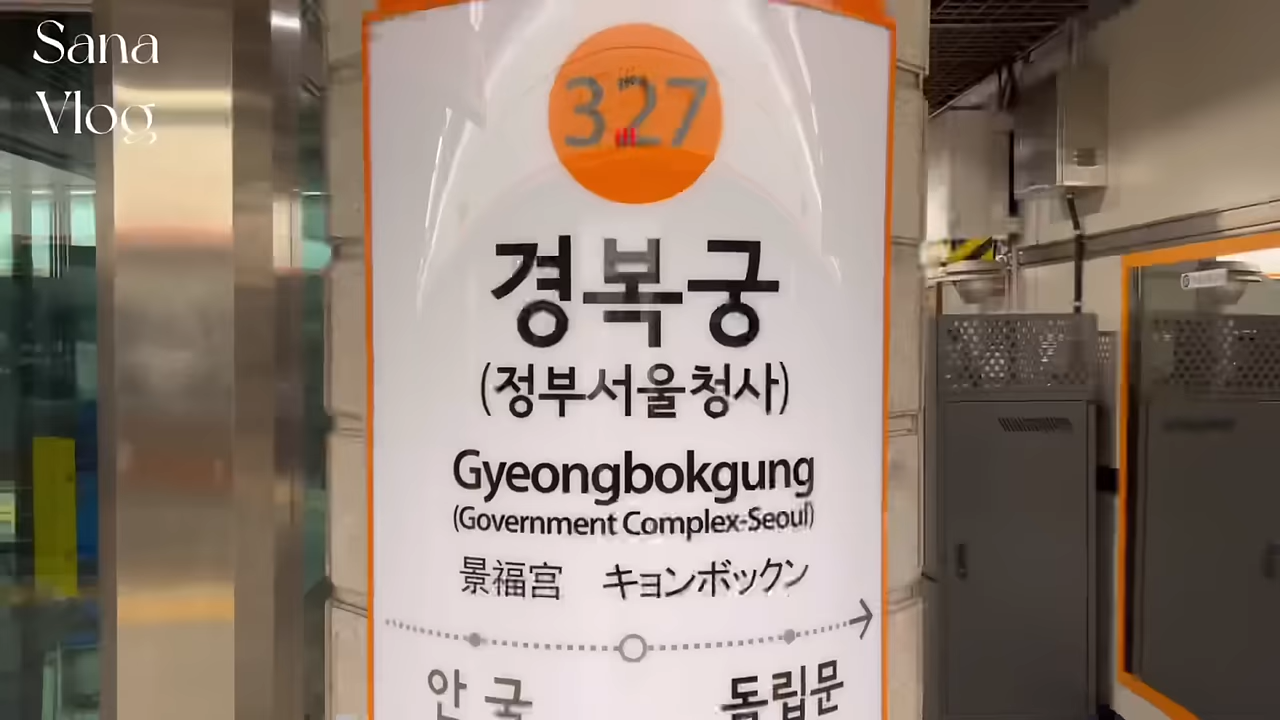 Sana
Vlog
327
경복궁
(정부서울청사)
Gyeongbokgung
(Government Complex-Seoul)
景福宫 キョンボックン
안국 독립문